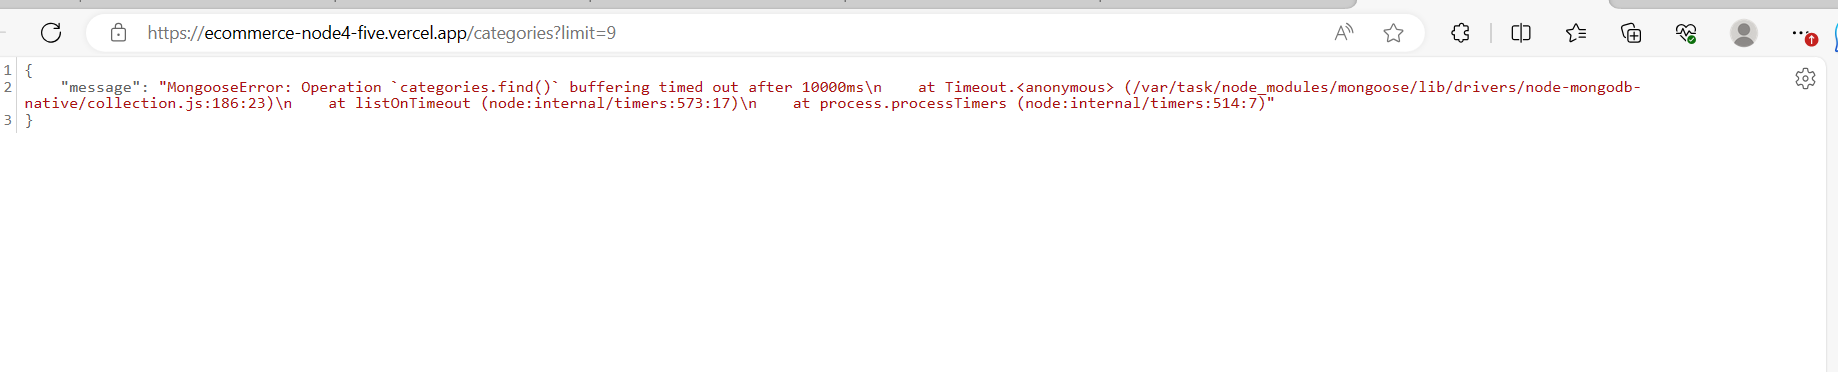 https://ecommerce-node4-five.vercel.app/categories?limit=9
1 {
2 "message": "MongooseError: Operation `categories.find()` buffering timed out after 10000ms\n    at Timeout.<anonymous> (/var/task/node_modules/mongoose/lib/drivers/node-mongodb-
native/collection.js:186:23)\n    at listOnTimeout (node:internal/timers:573:17)\n    at process.processTimers (node:internal/timers:514:7)"
3 }